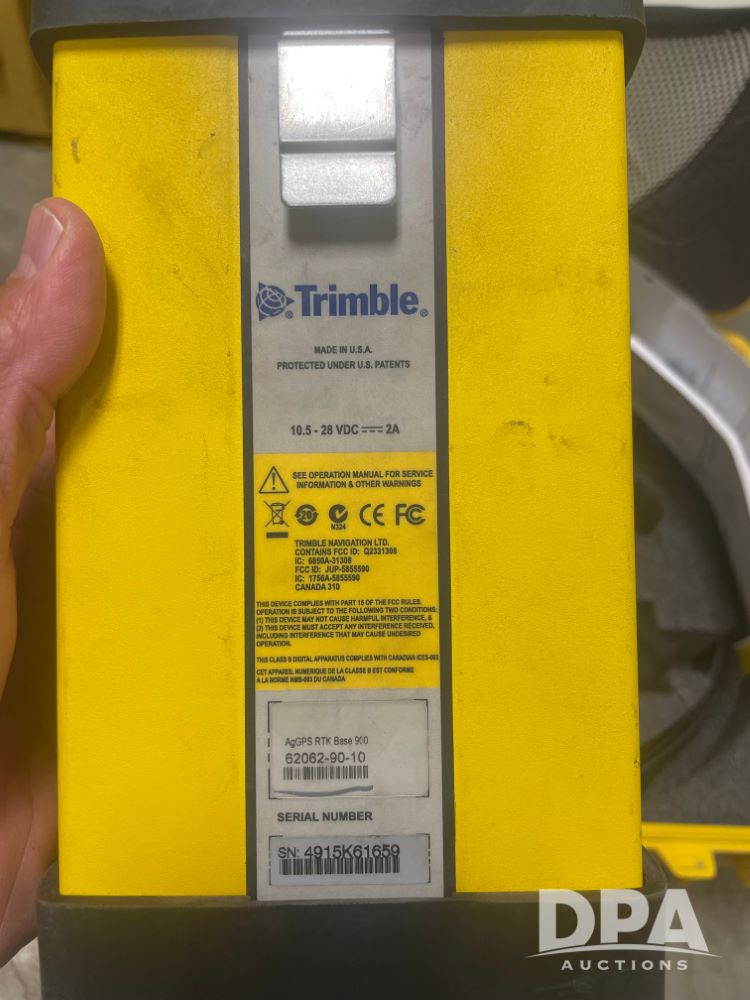 Trimble®
MADE IN U.S.A.
PROTECTED UNDER U.S. PATENTS
10.5 - 28 VDC ⎓ 2A
SEE OPERATION MANUAL FOR SERVICE
INFORMATION & OTHER WARNINGS
20
N324
CE FC
TRIMBLE NAVIGATION LTD.
CONTAINS FCC ID: Q2331308
IC: 6850A-31308
FCC ID: JUP-5855590
IC: 1756A-5855590
CANADA 310
THIS DEVICE COMPLIES WITH PART 15 OF THE FCC RULES.
OPERATION IS SUBJECT TO THE FOLLOWING TWO CONDITIONS:
(1) THIS DEVICE MAY NOT CAUSE HARMFUL INTERFERENCE, &
(2) THIS DEVICE MUST ACCEPT ANY INTERFERENCE RECEIVED,
INCLUDING INTERFERENCE THAT MAY CAUSE UNDESIRED
OPERATION.
THIS CLASS B DIGITAL APPARATUS COMPLIES WITH CANADIAN ICES-003
CET APPAREIL NUMERIQUE DE LA CLASSE B EST CONFORME
A LA NORME NMB-003 DU CANADA
AgGPS RTK Base 900
62062-90-10
SERIAL NUMBER
SN: 4915K61659
DPA
AUCTIONS